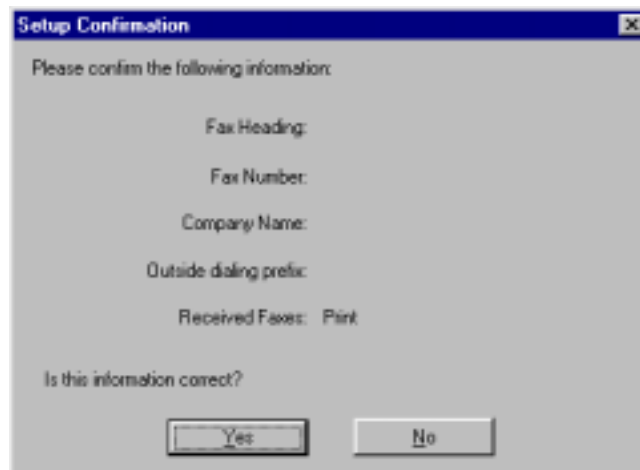 Setup Confirmation
Please confirm the following information:
Fax Heading:
Fax Number:
Company Name:
Outside dialing prefix:
Received Faxes: Print
Is this information correct?
Yes No